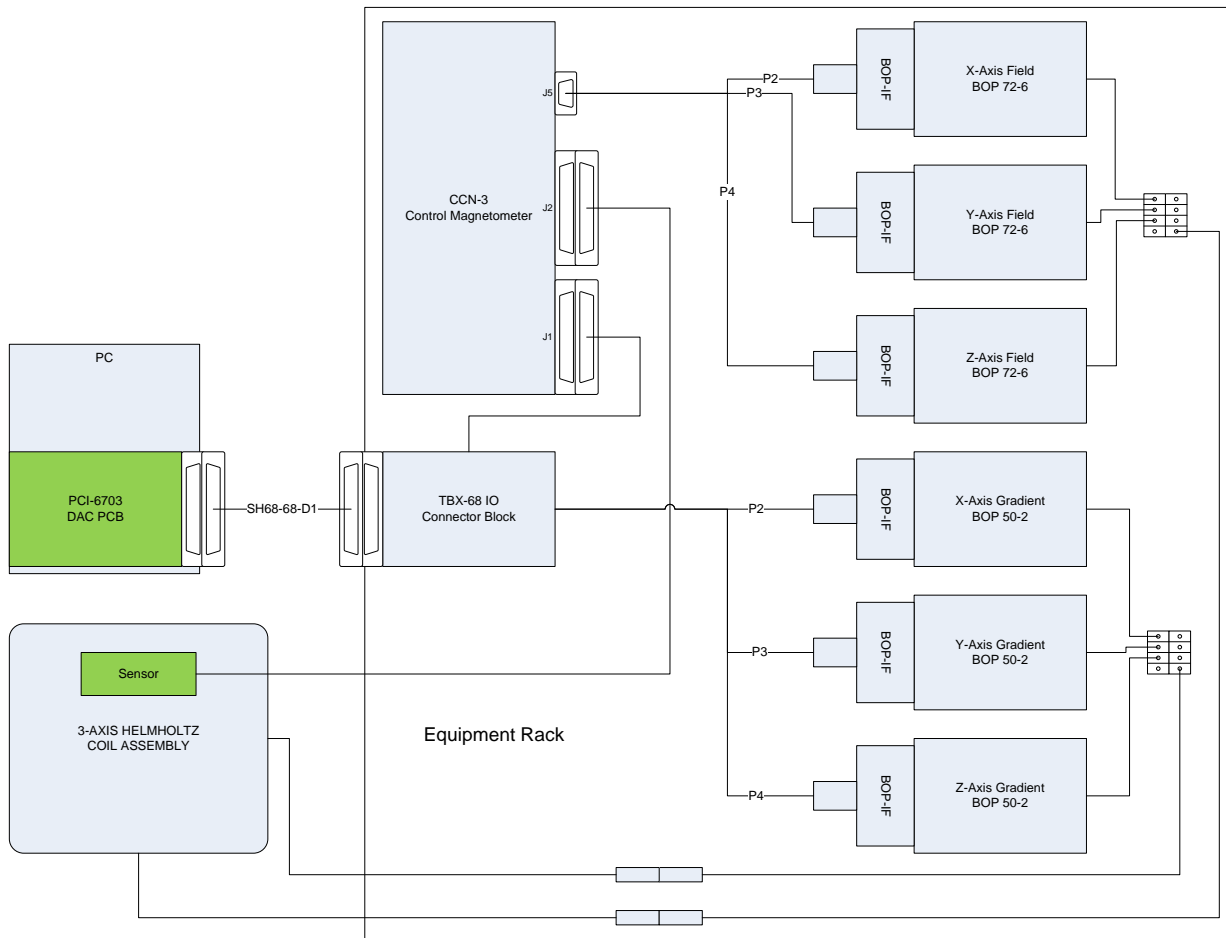 PC
PCI-6703
DAC PCB
SH68-68-D1
Sensor
3-AXIS HELMHOLTZ
COIL ASSEMBLY
CCN-3
Control Magnetometer
J5
J2
J1
TBX-68 IO
Connector Block
Equipment Rack
P2
P3
P4
BOP-IF
X-Axis Field
BOP 72-6
BOP-IF
Y-Axis Field
BOP 72-6
BOP-IF
Z-Axis Field
BOP 72-6
P2
BOP-IF
X-Axis Gradient
BOP 50-2
P3
BOP-IF
Y-Axis Gradient
BOP 50-2
P4
BOP-IF
Z-Axis Gradient
BOP 50-2